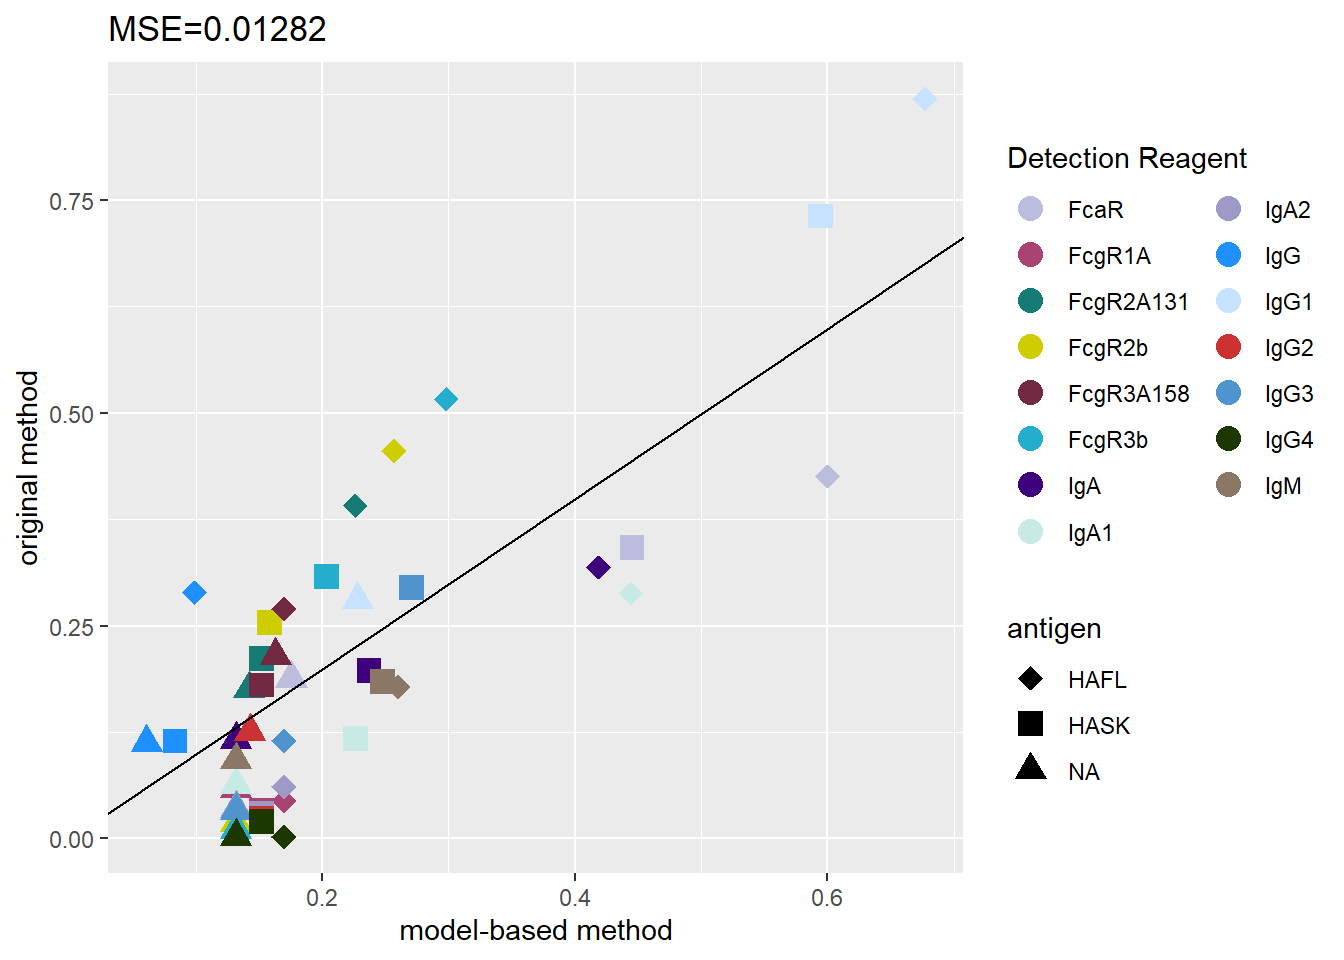 MSE=0.01282
original method
0.75
0.50
0.25
0.00
0.2
0.4
0.6
model-based method
Detection Reagent
FcaR
FcgR1A
FcgR2A131
FcgR2b
FcgR3A158
FcgR3b
IgA
IgA1
IgA2
IgG
IgG1
IgG2
IgG3
IgG4
IgM
antigen
HAFL
HASK
NA